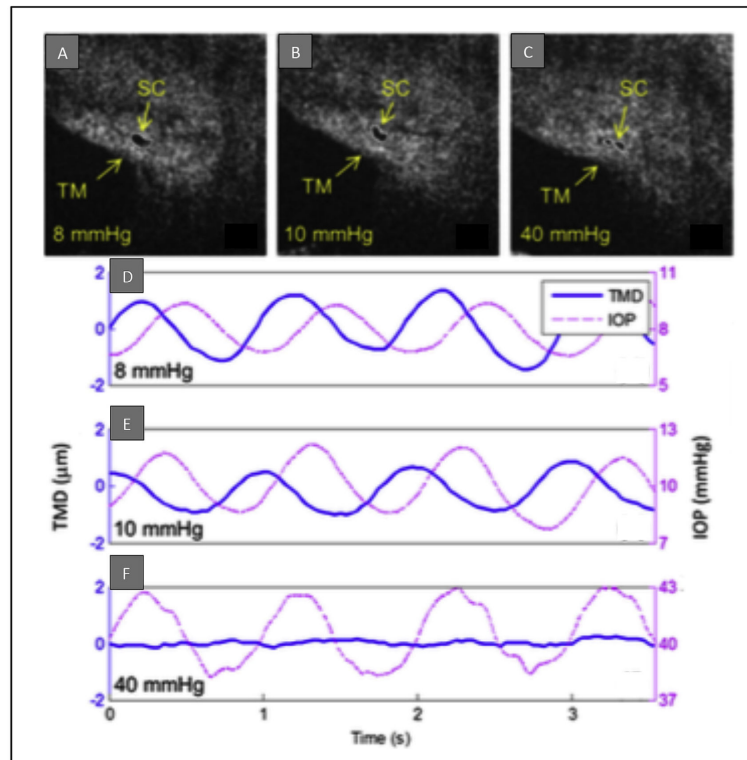 A
SC
TM
8 mmHg
B
SC
TM
10 mmHg
C
SC
TM
40 mmHg
D
2
0
-2
8 mmHg
TMD
IOP
11
8
5
E
2
0
-2
10 mmHg
13
10
7
TMD (μm)
IOP (mmHg)
F
2
0
-2
40 mmHg
43
40
37
0 1 2 3
Time (s)